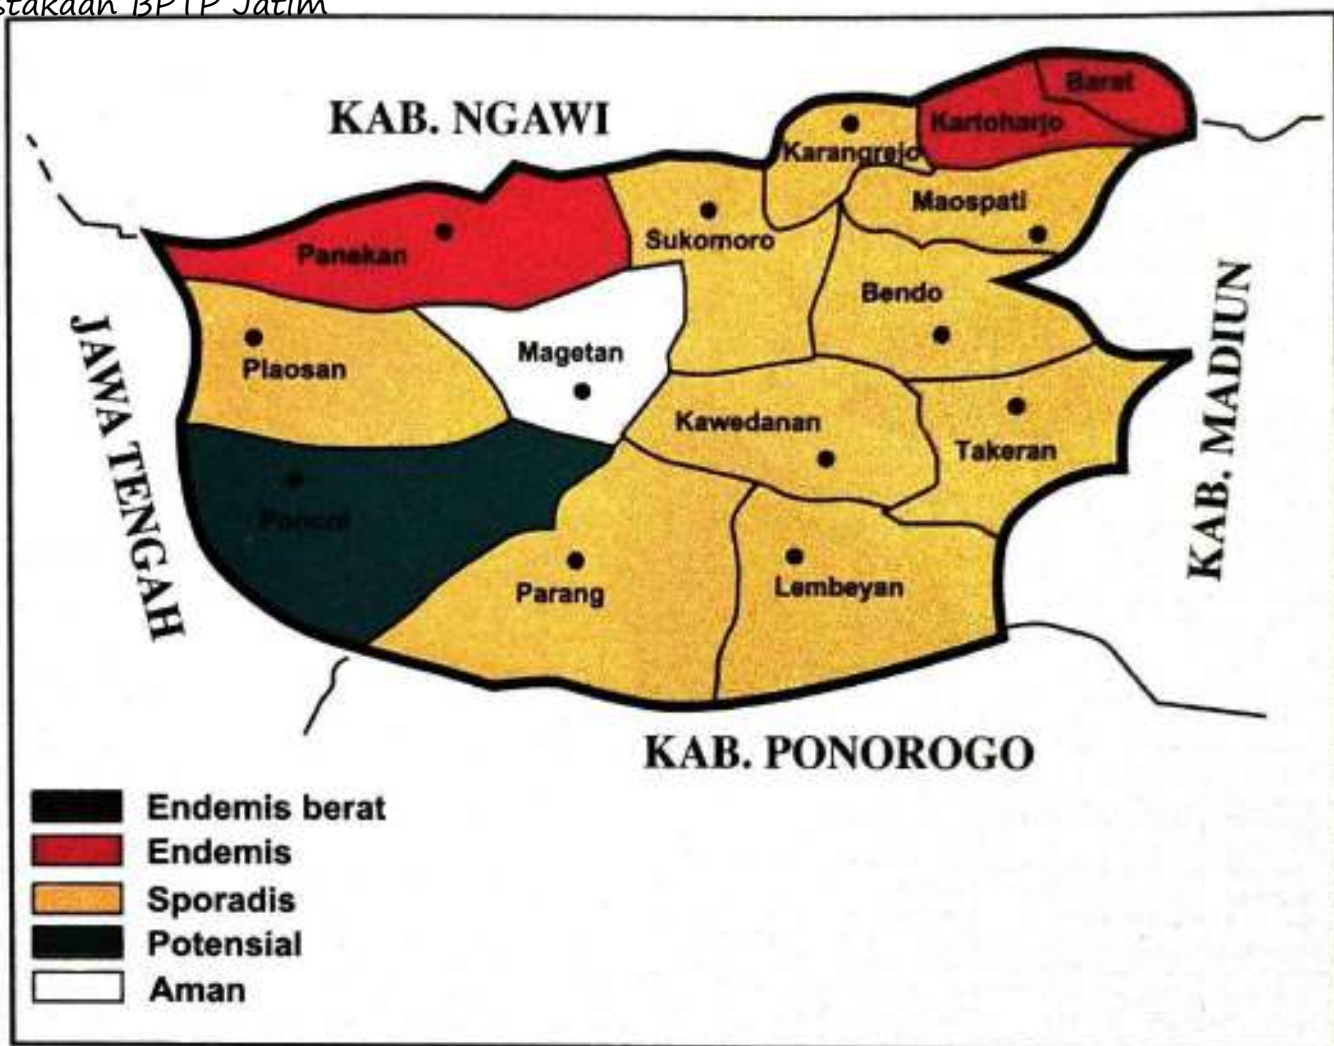 stakaan BPTP Jatim
KAB. NGAWI
Barat
Kartoharjo
Karangrejo
Maospati
Sukomoro
Panekan
Bendo
Magetan
Plaosan
JAWA TENGAH
KAB. MADIUN
Kawedanan
Takeran
Poncol
Parang
Lembeyan
KAB. PONOROGO
Endemis berat
Endemis
Sporadis
Potensial
Aman